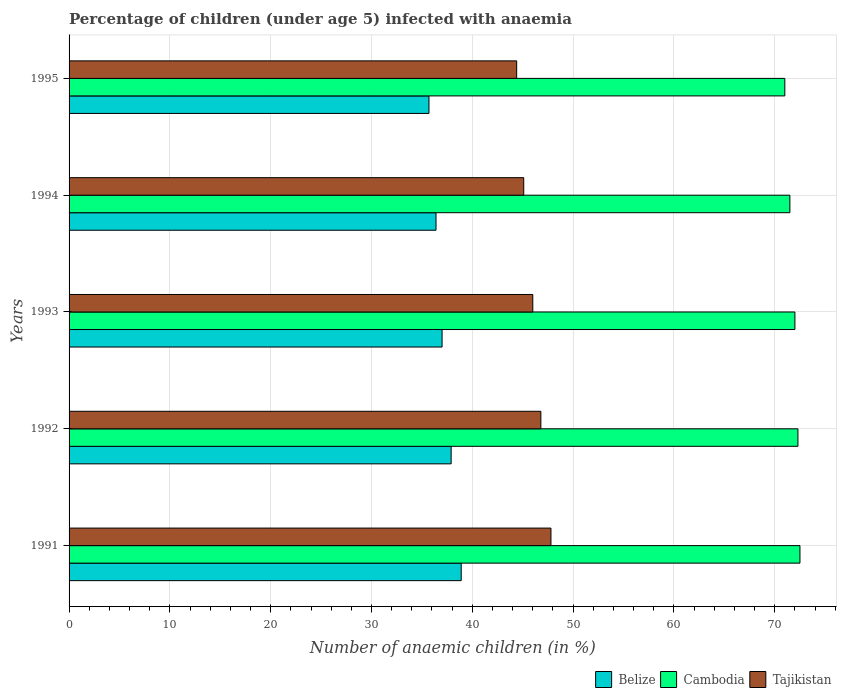 Percentage of children (under age 5) infected with anaemia
1995
1994
1993
1992
1991
Years
0 10 20 30 40 50 60 70
Number of anaemic children (in %)
Belize Cambodia Tajikistan